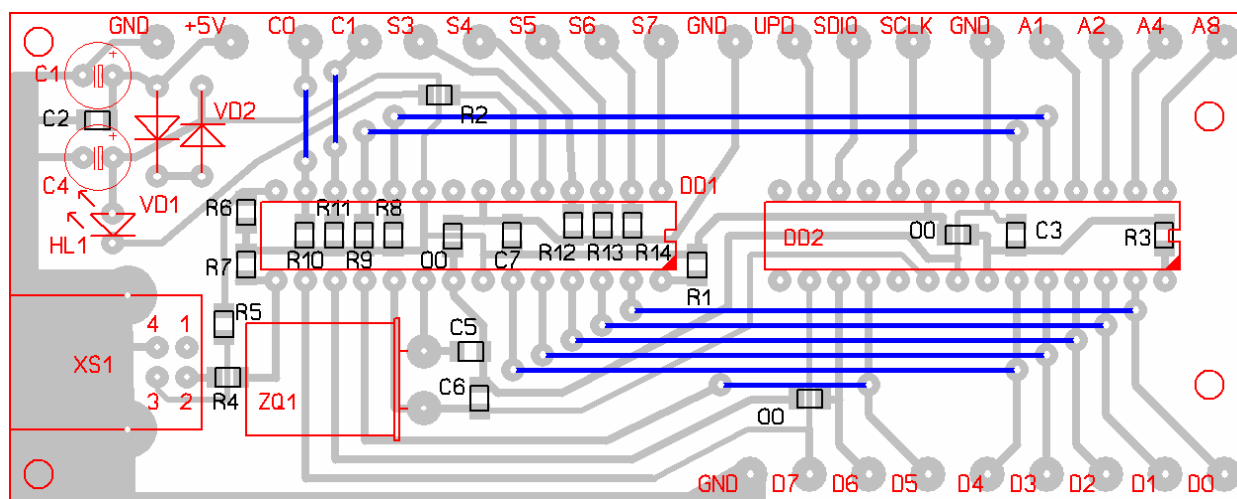 GND +5V C0 C1 S3 S4 S5 S6 S7 GND UPD SDIO SCLK GND A1 A2 A4 A8
C1 +
C2 VD2 R2
+
C4
VD1 DD1
R6 R11 R8
HL1 R12 R13 R14 DD2 00 C3 R3
R7 R10 R9 00 C7 R1
4 1 R5
XS1 C5
3 2 R4 ZQ1 C6
00
GND D7 D6 D5 D4 D3 D2 D1 D0